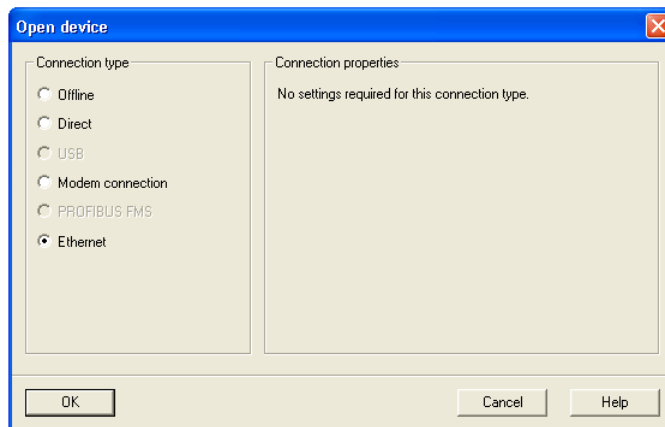 Open device
Connection type
Offline
Direct
USB
Modem connection
PROFIBUS FMS
Ethernet
Connection properties
No settings required for this connection type.
OK
Cancel
Help